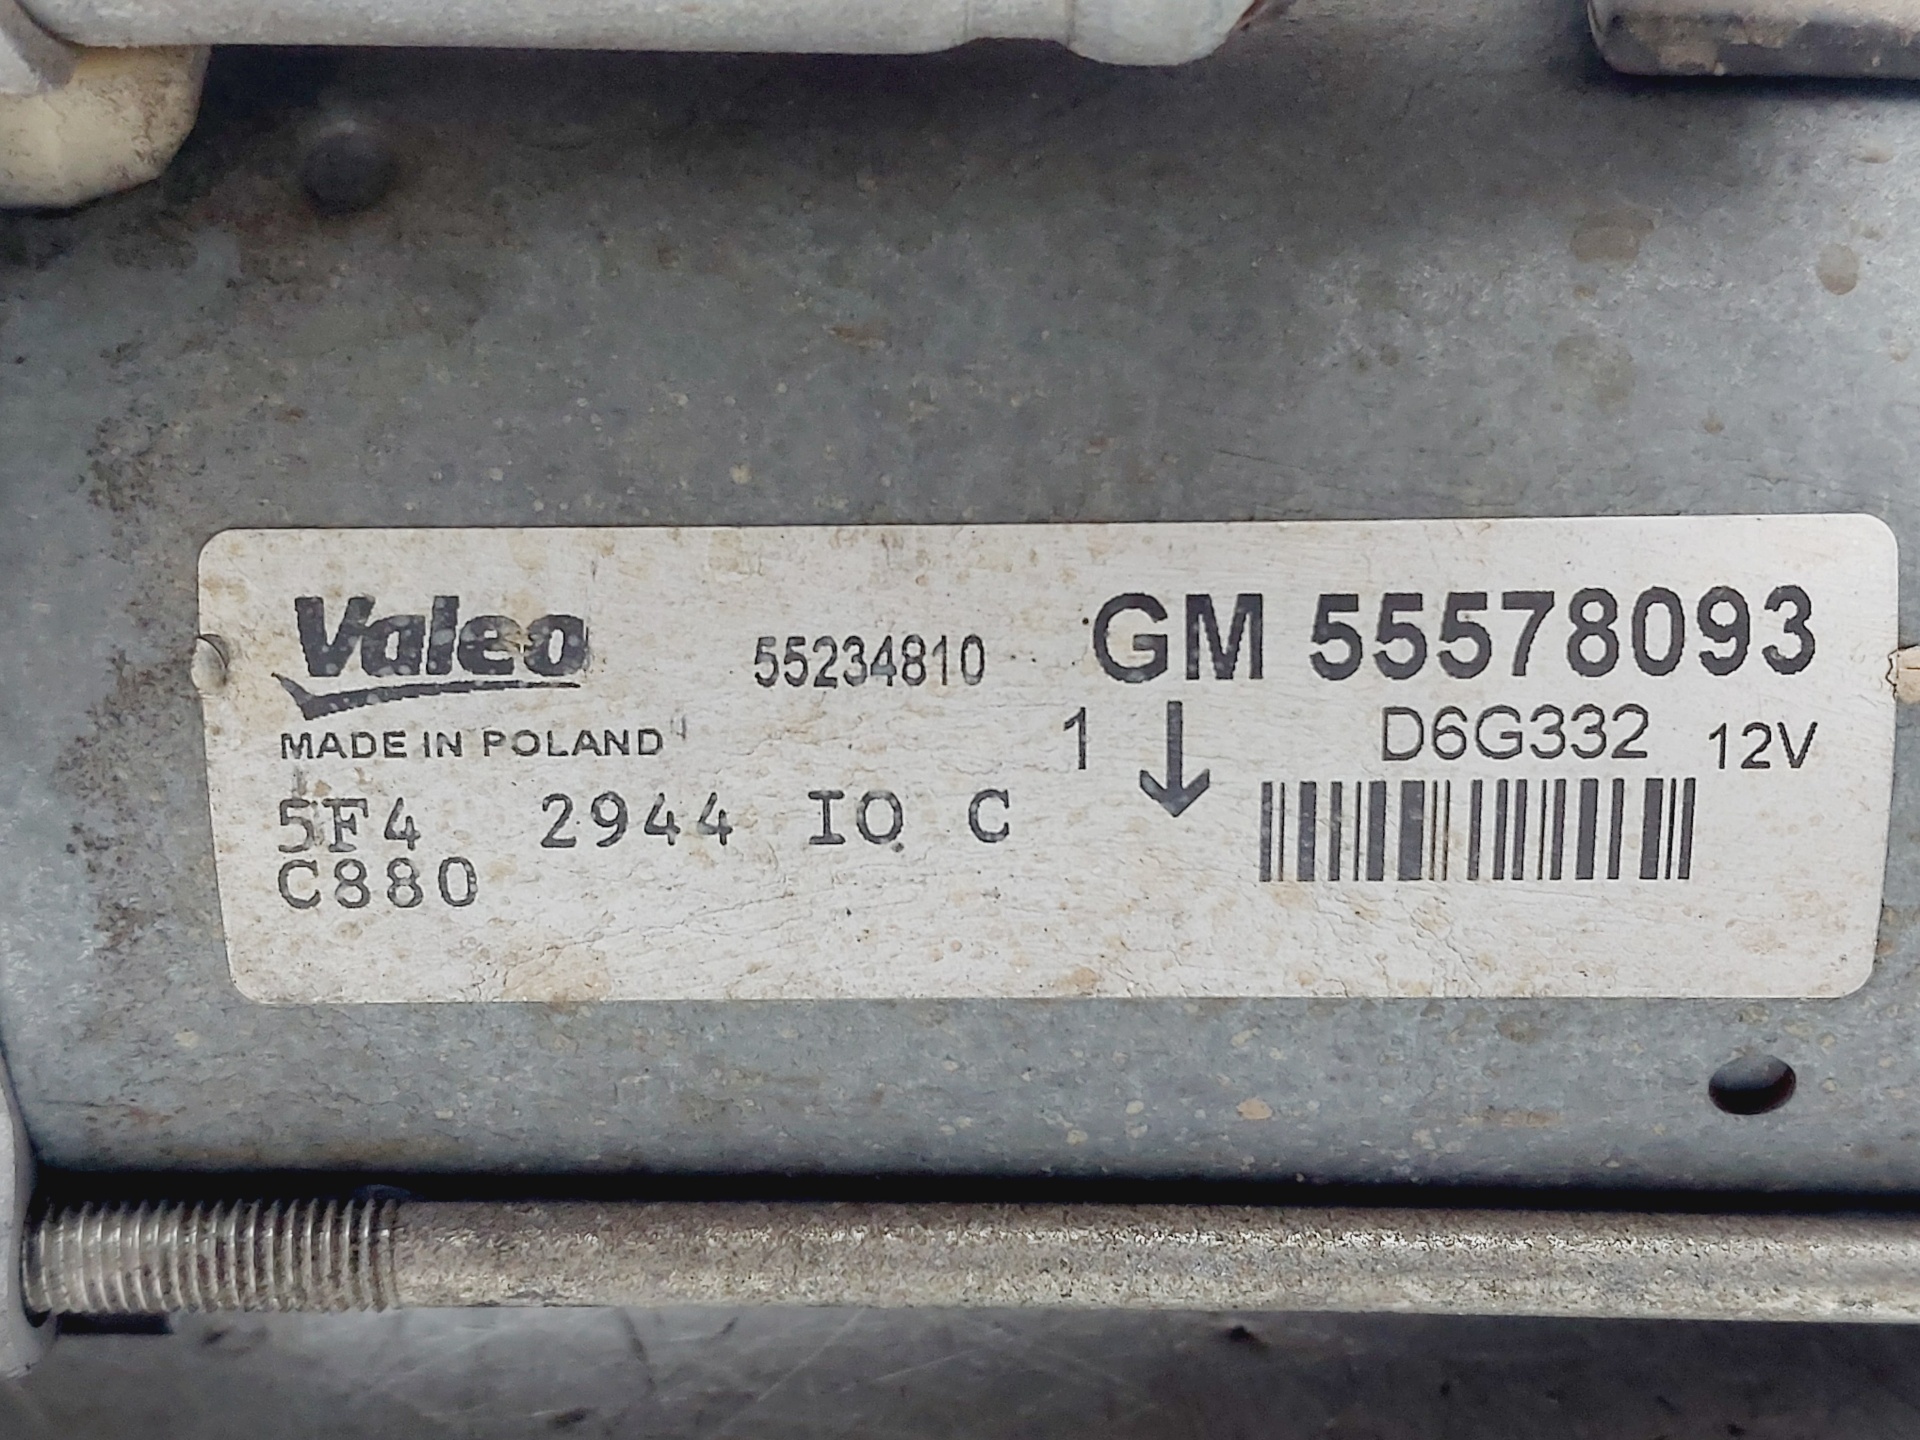 Valeo 55234810 GM 55578093
MADE IN POLAND 1 D6G332 12V
5F4 2944 IO C
C880